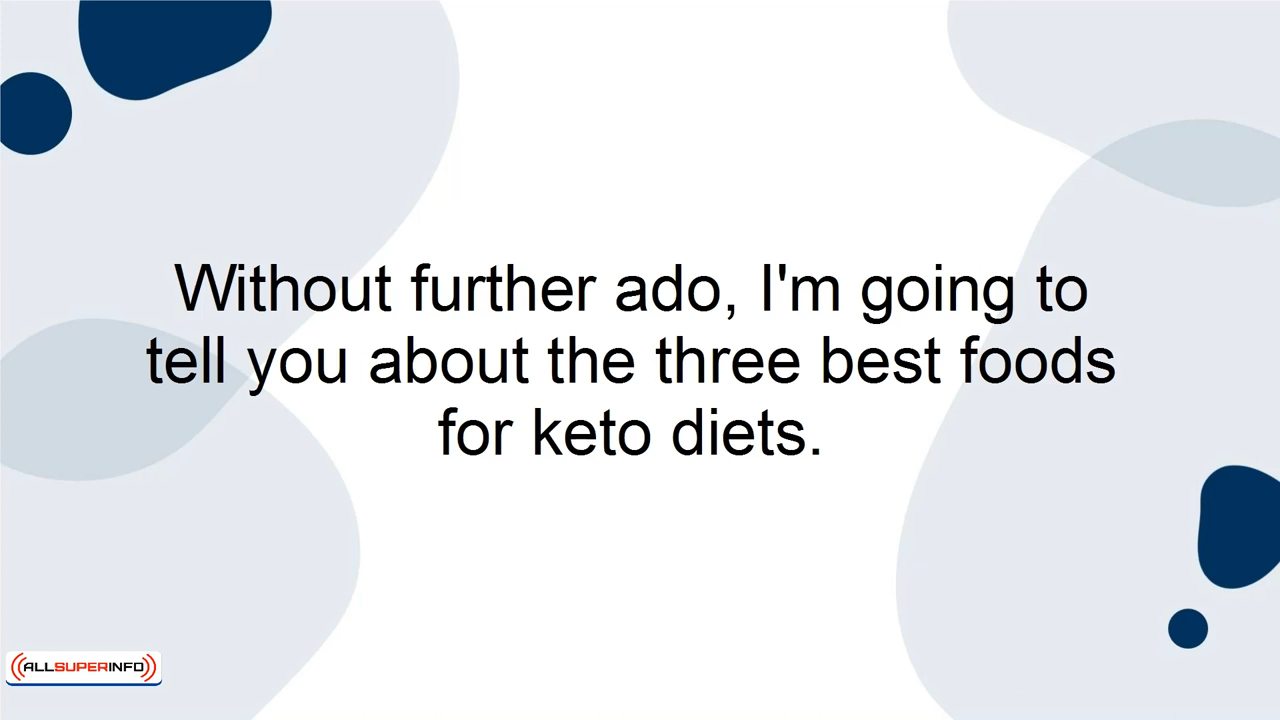 Without further ado, I'm going to
tell you about the three best foods
for keto diets.
ALLSUPERINFO